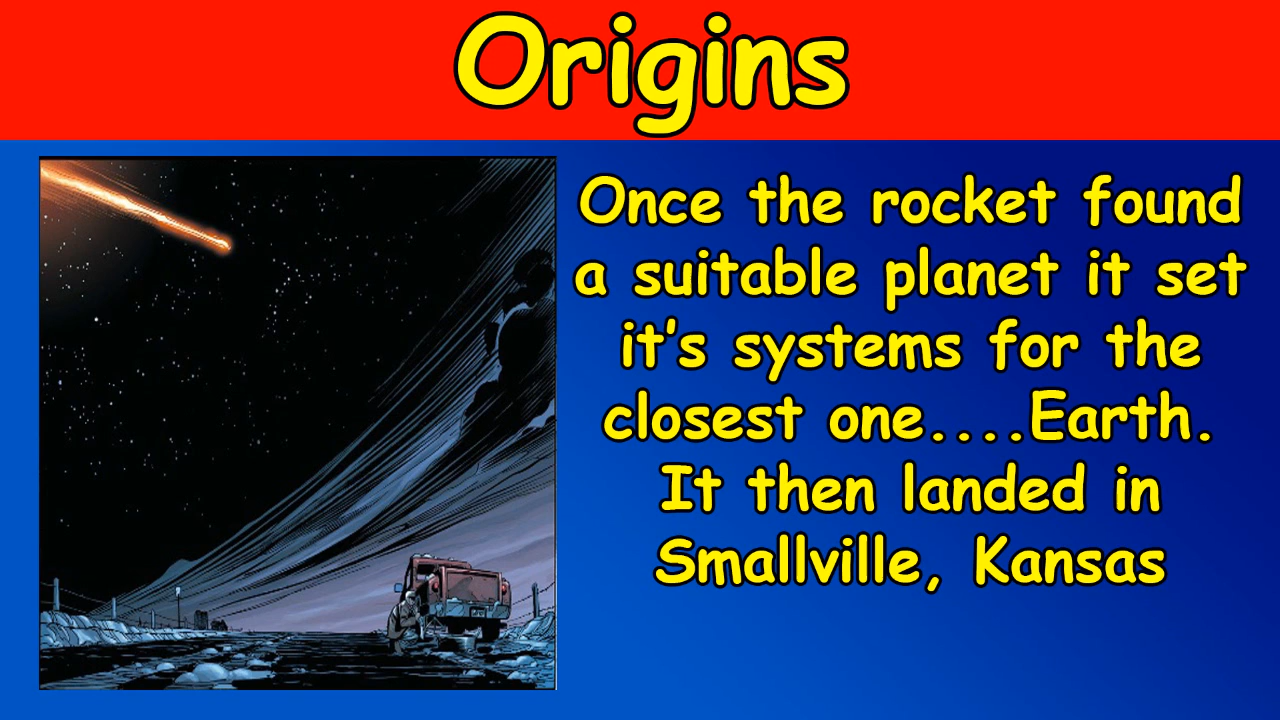 Origins
Once the rocket found
a suitable planet it set
it's systems for the
closest one....Earth.
It then landed in
Smallville, Kansas